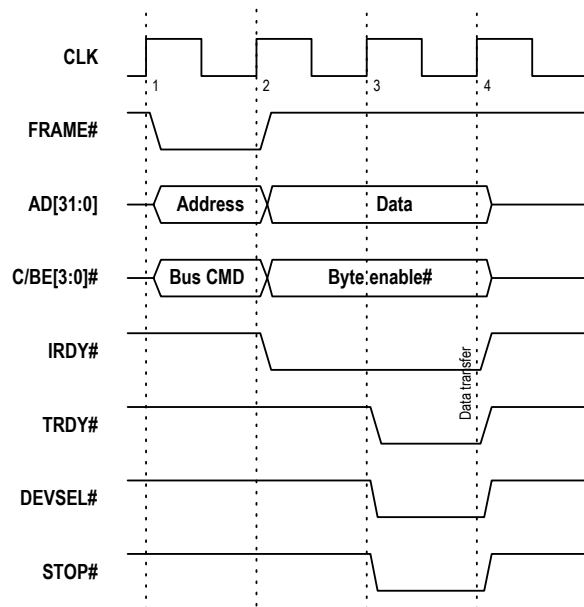 CLK
1 2 3 4
FRAME#
AD[31:0] Address Data
C/BE[3:0]# Bus CMD Byte enable#
IRDY#
Data transfer
TRDY#
DEVSEL#
STOP#